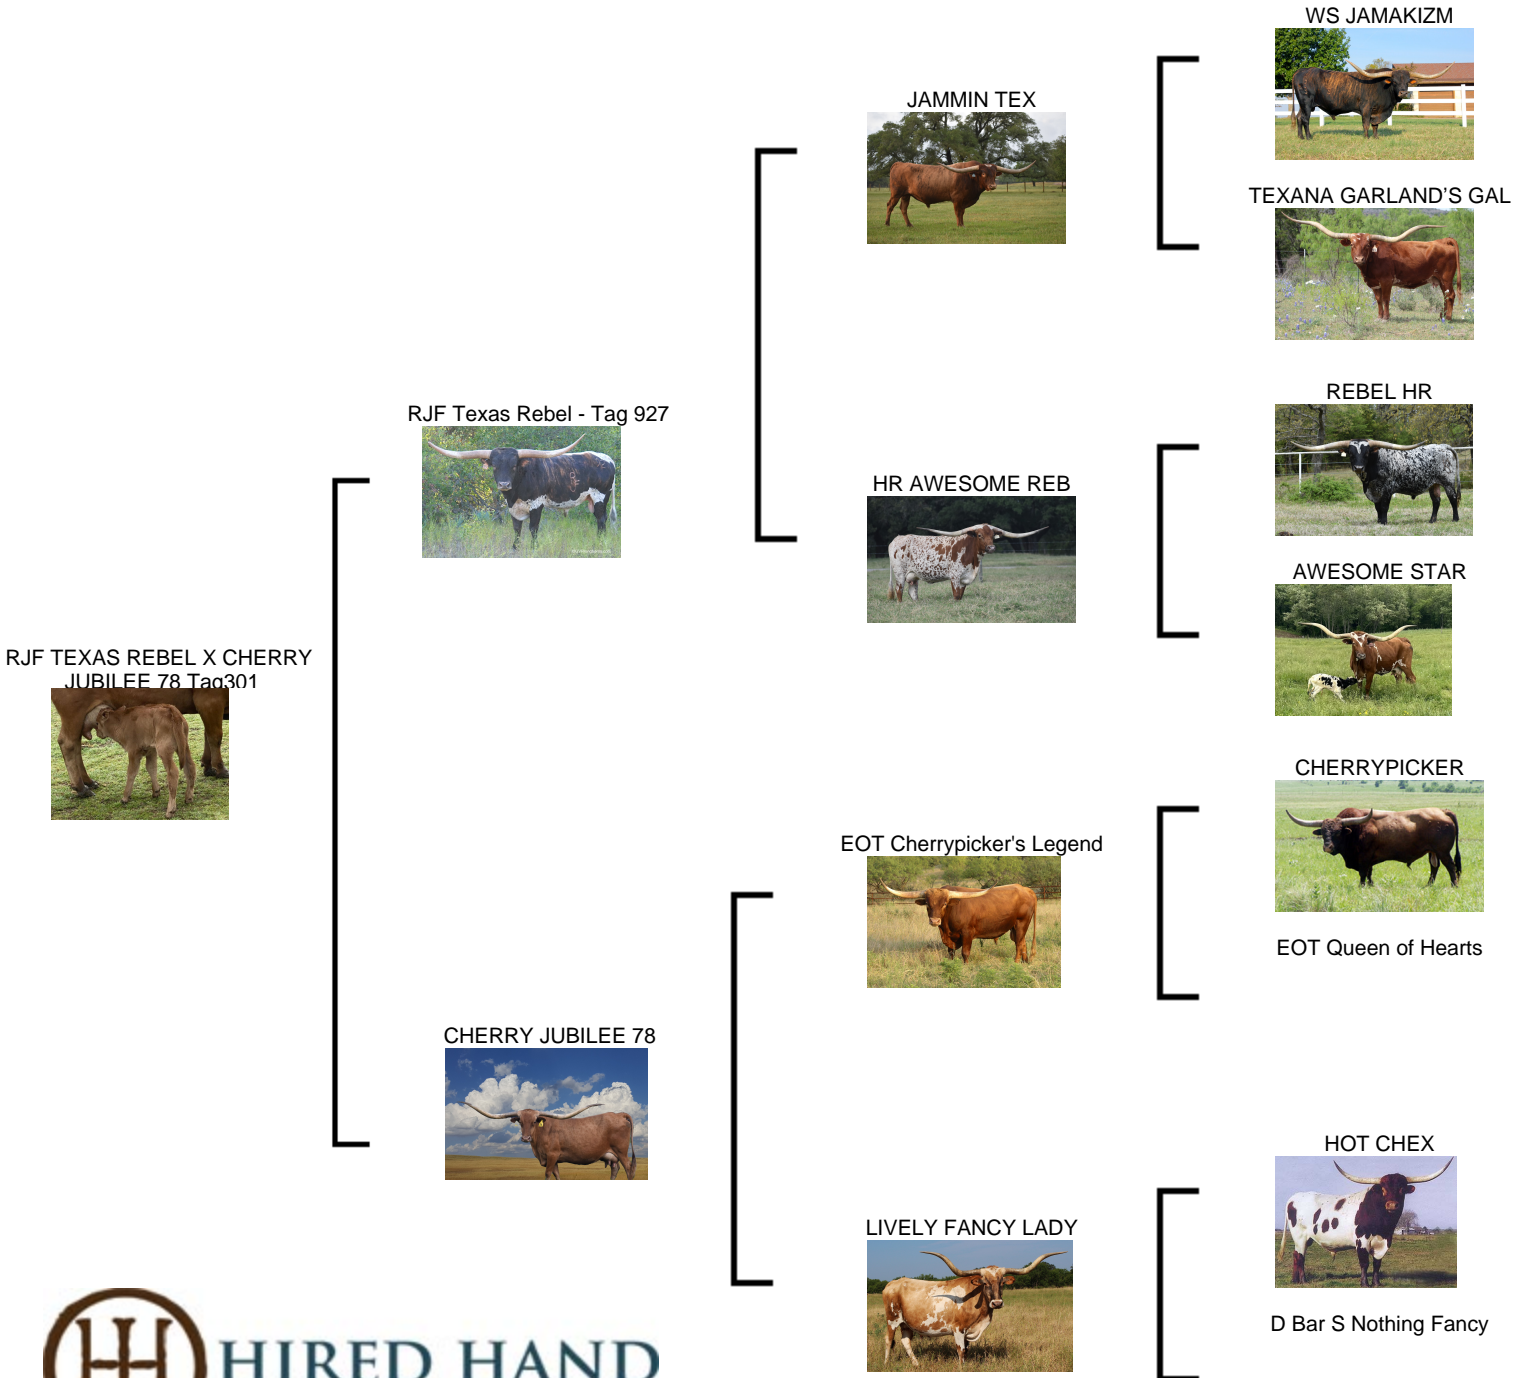 WS JAMAKIZM
JAMMIN TEX
TEXANA GARLAND'S GAL
RJF Texas Rebel - Tag 927
REBEL HR
HR AWESOME REB
AWESOME STAR
RJF TEXAS REBEL X CHERRY
JUBILEE 78 Tag301
CHERRYPICKER
EOT Cherrypicker's Legend
EOT Queen of Hearts
CHERRY JUBILEE 78
HOT CHEX
LIVELY FANCY LADY
D Bar S Nothing Fancy
HIRED HAND